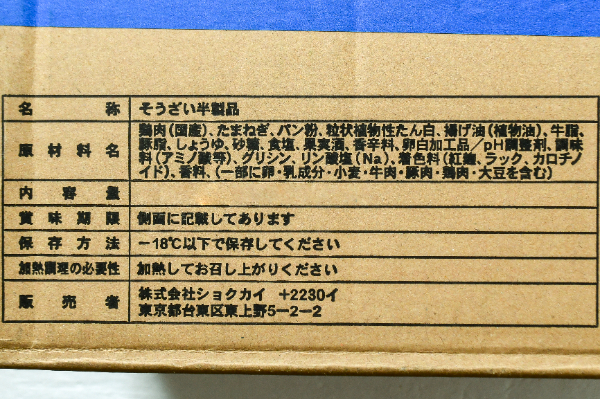 名称 そうざい半製品
原材料名 鶏肉(国産)、たまねぎ、パン粉、粒状植物性たん白、揚げ油(植物油)、牛脂、
豚脂、しょうゆ、砂糖、食塩、果実酒、香辛料、卵白加工品/pH調整剤、調味
料(アミノ酸等)、グリシン、リン酸塩(Na)、着色料(紅麹、ラック、カロチノ
イド)、香料、(一部に卵・乳成分・小麦・牛肉・豚肉・鶏肉・大豆を含む)
内容量
賞味期限 側面に記載してあります
保存方法 -18℃以下で保存してください
加熱調理の必要性 加熱してお召し上がりください
販売者 株式会社ショクカイ +2230イ
東京都台東区東上野5-2-2